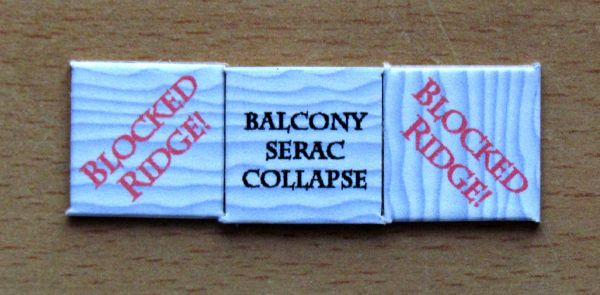 BLOCKED
RIDGE!
BALCONY
SERAC
COLLAPSE
BLOCKED
RIDGE!